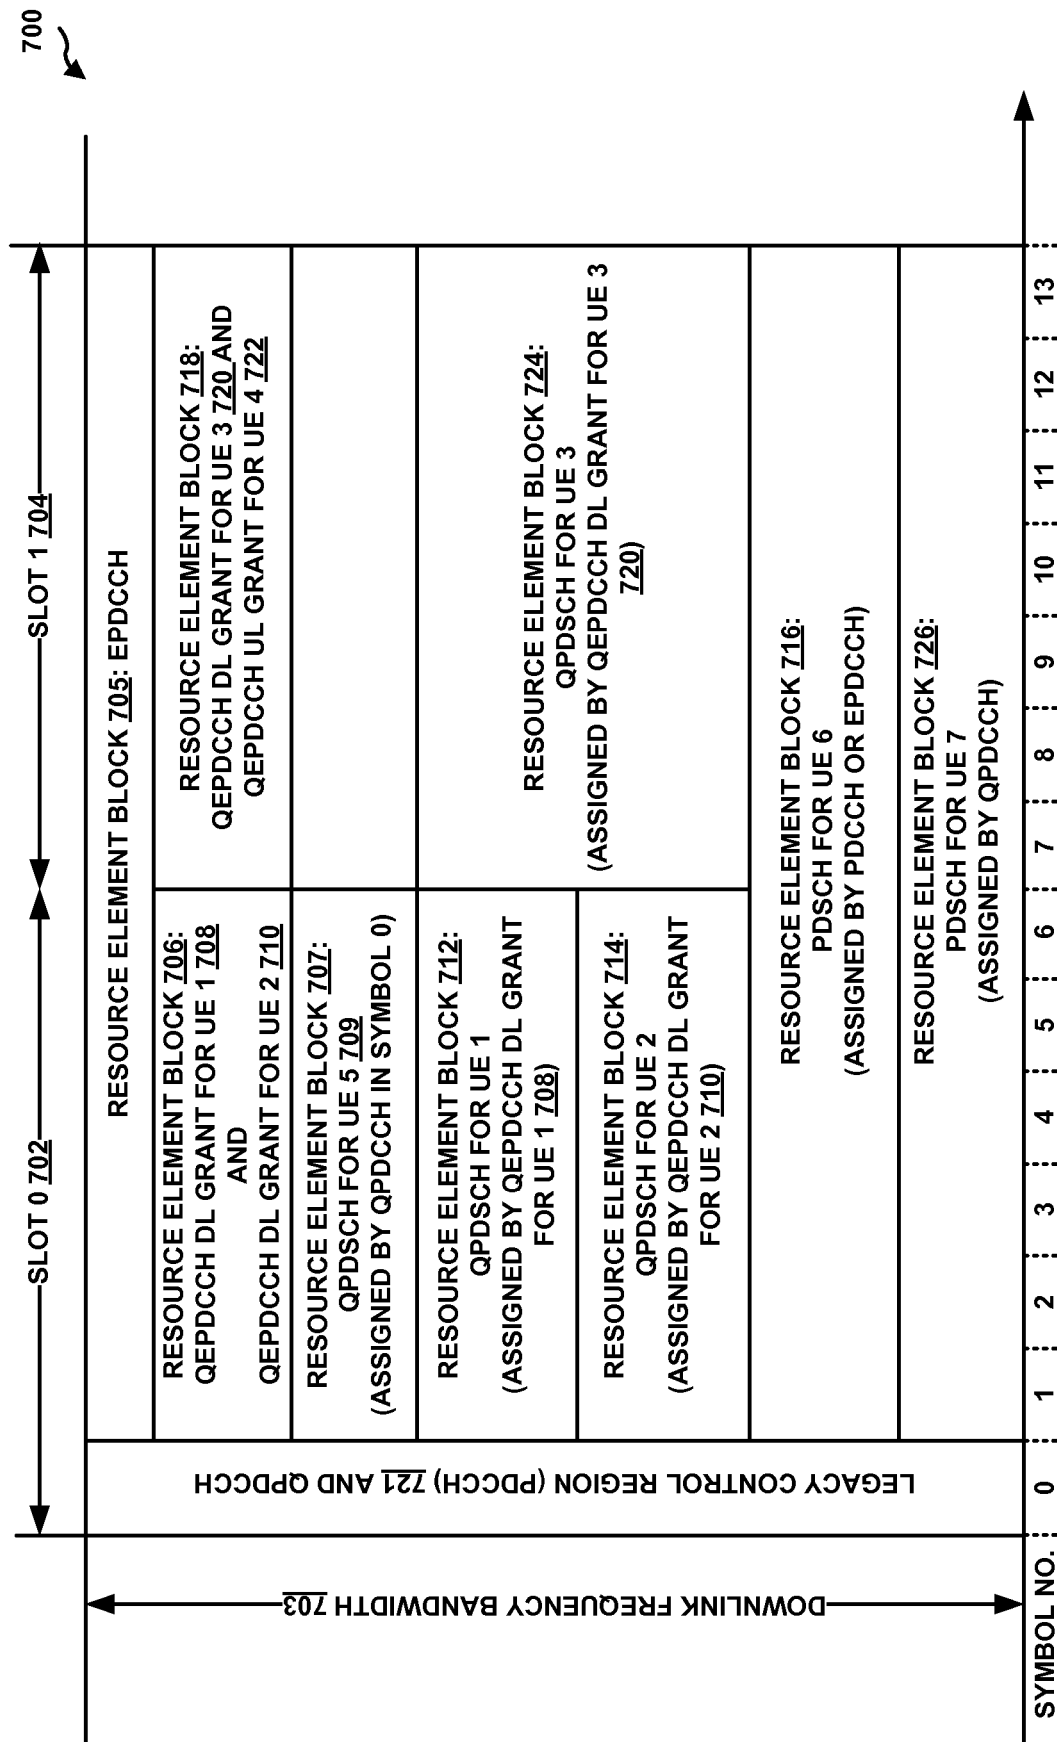 700
SLOT 0 702
SLOT 1 704
DOWNLINK FREQUENCY BANDWIDTH 703
LEGACY CONTROL REGION (PDCCH) 721 AND QPDCCH
RESOURCE ELEMENT BLOCK 705: EPDCCH
RESOURCE ELEMENT BLOCK 706:
QEPDCCH DL GRANT FOR UE 1 708
AND
QEPDCCH DL GRANT FOR UE 2 710
RESOURCE ELEMENT BLOCK 718:
QEPDCCH DL GRANT FOR UE 3 720 AND
QEPDCCH UL GRANT FOR UE 4 722
RESOURCE ELEMENT BLOCK 707:
QPDSCH FOR UE 5 709
(ASSIGNED BY QPDCCH IN SYMBOL 0)
RESOURCE ELEMENT BLOCK 712:
QPDSCH FOR UE 1
(ASSIGNED BY QEPDCCH DL GRANT
FOR UE 1 708)
RESOURCE ELEMENT BLOCK 714:
QPDSCH FOR UE 2
(ASSIGNED BY QEPDCCH DL GRANT
FOR UE 2 710)
RESOURCE ELEMENT BLOCK 724:
QPDSCH FOR UE 3
(ASSIGNED BY QEPDCCH DL GRANT FOR UE 3
720)
RESOURCE ELEMENT BLOCK 716:
PDSCH FOR UE 6
(ASSIGNED BY PDCCH OR EPDCCH)
RESOURCE ELEMENT BLOCK 726:
PDSCH FOR UE 7
(ASSIGNED BY QPDCCH)
SYMBOL NO. 0 1 2 3 4 5 6 7 8 9 10 11 12 13